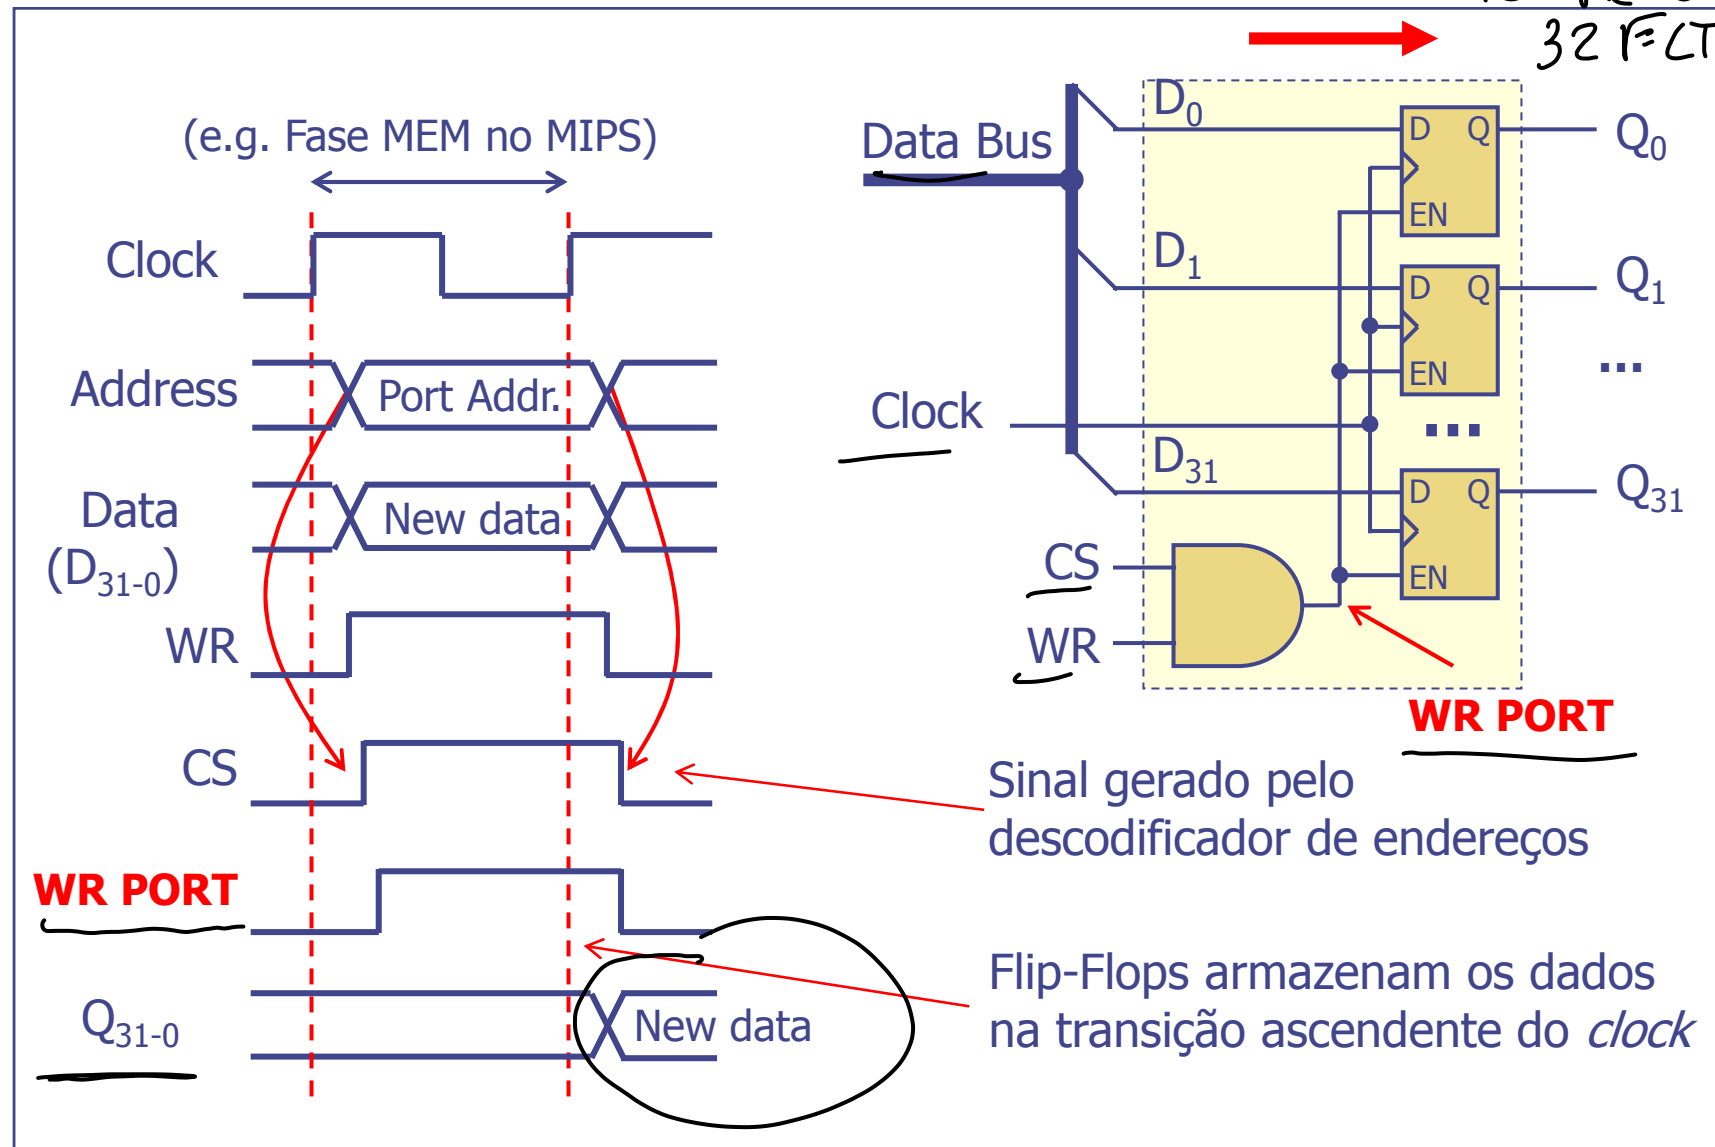 32
(e.g. Fase MEM no MIPS)
Clock
Address
Port Addr.
Data
(D31-0)
New data
WR
CS
WR PORT
Q31-0
New data
Data Bus
D0
D Q
EN
Q0
D1
D Q
EN
Q1
...
Clock
...
D31
D Q
EN
Q31
CS
WR
WR PORT
Sinal gerado pelo
descodificador de endereços
Flip-Flops armazenam os dados
na transição ascendente do clock